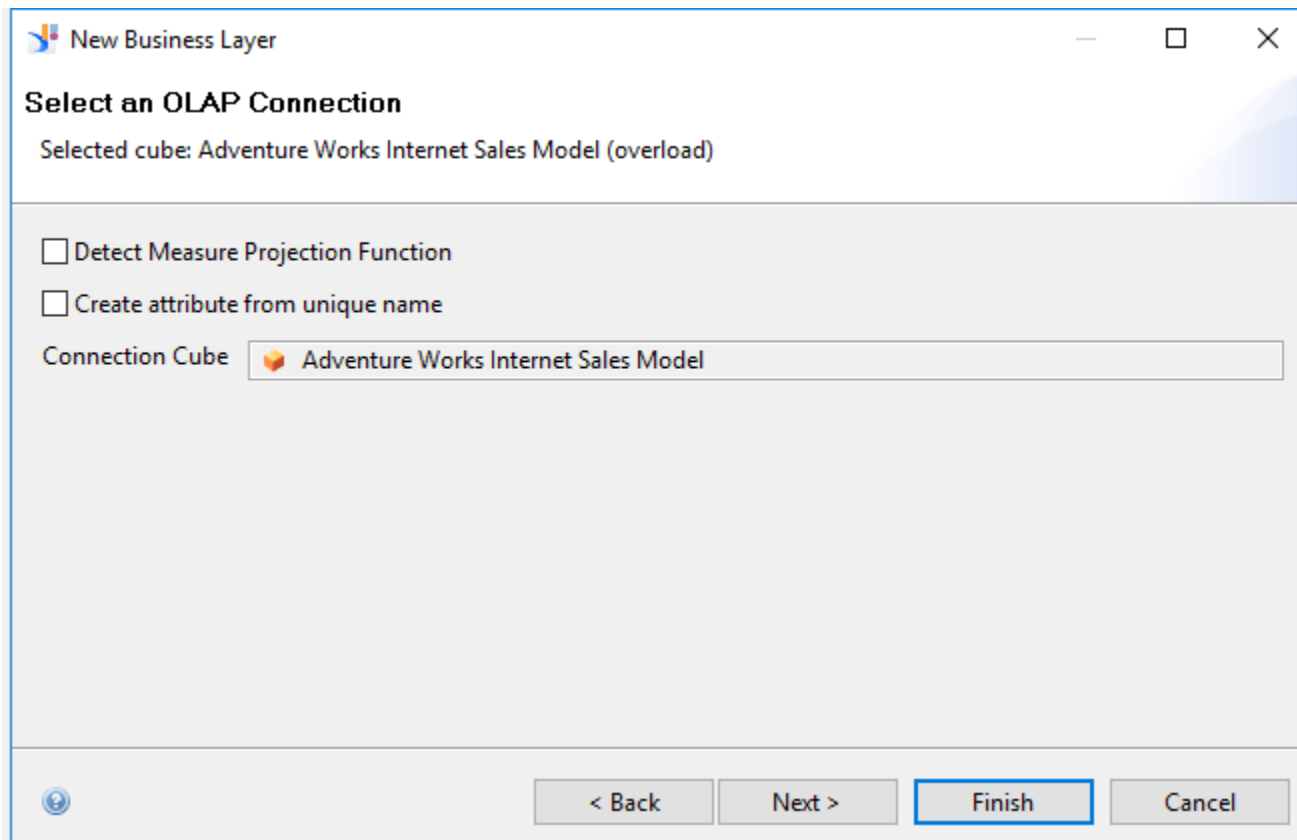 New Business Layer
Select an OLAP Connection
Selected cube: Adventure Works Internet Sales Model (overload)
Detect Measure Projection Function
Create attribute from unique name
Connection Cube Adventure Works Internet Sales Model
? < Back Next > Finish Cancel